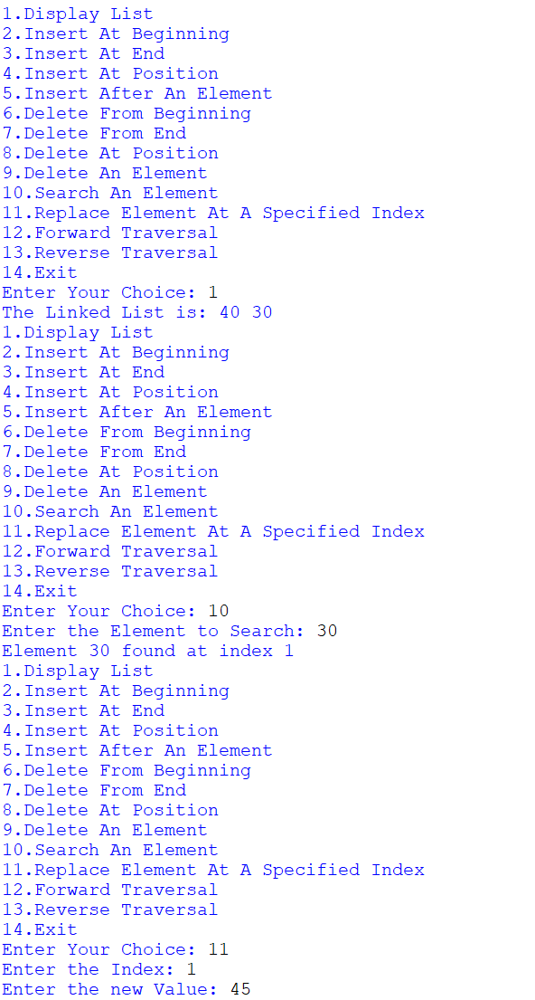 1.Display List
2.Insert At Beginning
3.Insert At End
4.Insert At Position
5.Insert After An Element
6.Delete From Beginning
7.Delete From End
8.Delete At Position
9.Delete An Element
10.Search An Element
11.Replace Element At A Specified Index
12.Forward Traversal
13.Reverse Traversal
14.Exit
Enter Your Choice: 1
The Linked List is: 40 30
1.Display List
2.Insert At Beginning
3.Insert At End
4.Insert At Position
5.Insert After An Element
6.Delete From Beginning
7.Delete From End
8.Delete At Position
9.Delete An Element
10.Search An Element
11.Replace Element At A Specified Index
12.Forward Traversal
13.Reverse Traversal
14.Exit
Enter Your Choice: 10
Enter the Element to Search: 30
Element 30 found at index 1
1.Display List
2.Insert At Beginning
3.Insert At End
4.Insert At Position
5.Insert After An Element
6.Delete From Beginning
7.Delete From End
8.Delete At Position
9.Delete An Element
10.Search An Element
11.Replace Element At A Specified Index
12.Forward Traversal
13.Reverse Traversal
14.Exit
Enter Your Choice: 11
Enter the Index: 1
Enter the new Value: 45